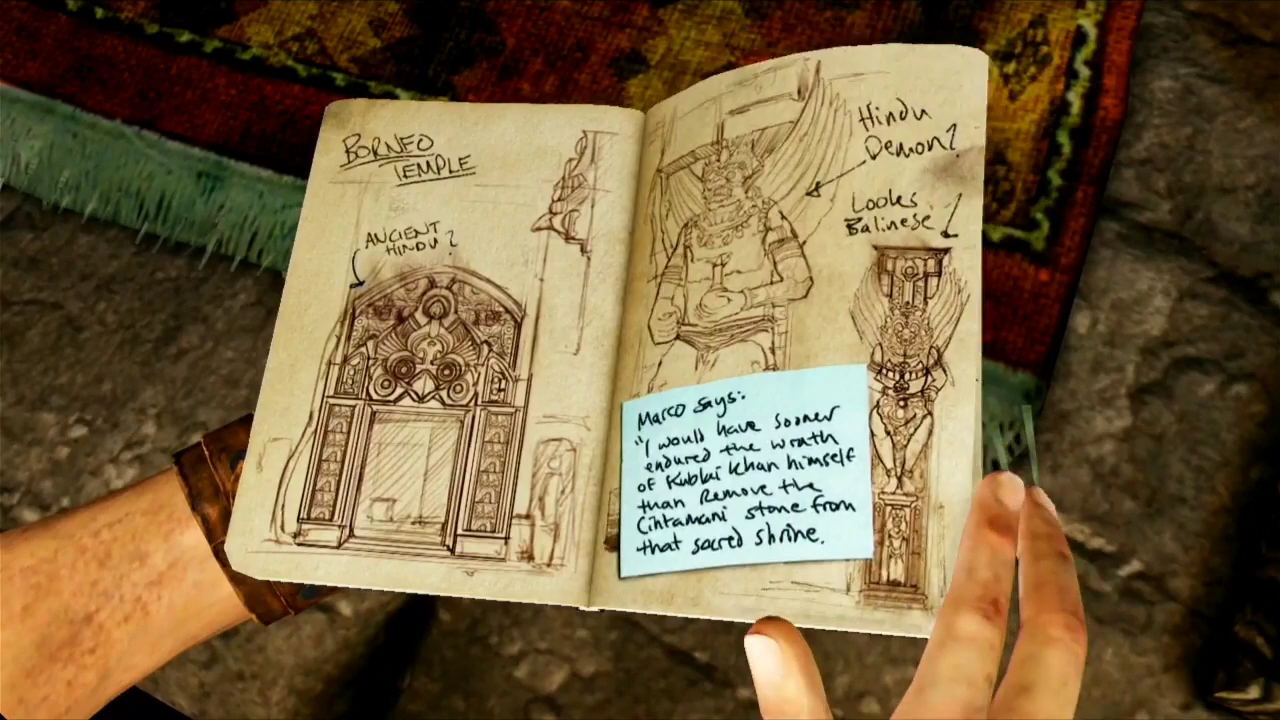 BORNEO
TEMPLE
ANCIENT
HINDU?
Hindu
Demon?
Looks
Balinese
Marco says:
"I would have sooner
endured the wrath
of Kublai Khan himself
than Remove the
Cintamani stone from
that sacred shrine.